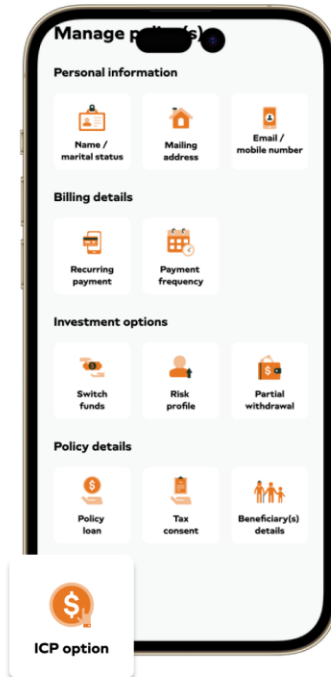 Manage policy(s)
Personal information
Name /
marital status
Mailing
address
Email /
mobile number
Billing details
Recurring
payment
Payment
frequency
Investment options
Switch
funds
Risk
profile
Partial
withdrawal
Policy details
Policy
loan
Tax
consent
Beneficiary(s)
details
ICP option